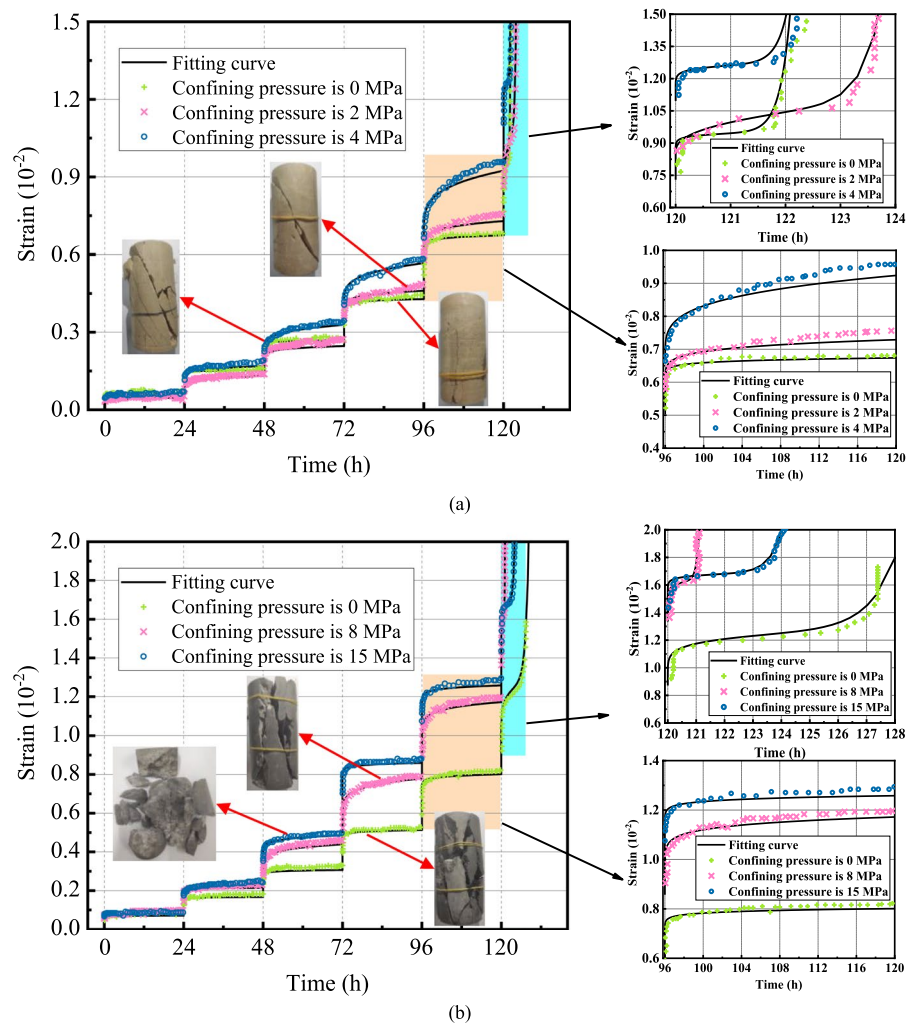 1.5
1.2
0.9
0.6
0.3
0.0
Strain (10-2)
Fitting curve
Confining pressure is 0 MPa
Confining pressure is 2 MPa
Confining pressure is 4 MPa
0 24 48 72 96 120
Time (h)
1.50
1.35
1.20
1.05
0.90
0.75
0.60
Strain (10-2)
Fitting curve
Confining pressure is 0 MPa
Confining pressure is 2 MPa
Confining pressure is 4 MPa
120 121 122 123 124
Time (h)
1.0
0.9
0.8
0.7
0.6
0.5
0.4
Strain (10-2)
Fitting curve
Confining pressure is 0 MPa
Confining pressure is 2 MPa
Confining pressure is 4 MPa
96 100 104 108 112 116 120
Time (h)
(a)
2.0
1.8
1.6
1.4
1.2
1.0
0.8
0.6
0.4
0.2
0.0
Strain (10-2)
Fitting curve
Confining pressure is 0 MPa
Confining pressure is 8 MPa
Confining pressure is 15 MPa
0 24 48 72 96 120
Time (h)
2.0
1.8
1.6
1.4
1.2
1.0
0.8
0.6
Strain (10-2)
Fitting curve
Confining pressure is 0 MPa
Confining pressure is 8 MPa
Confining pressure is 15 MPa
120 121 122 123 124 125 126 127 128
Time (h)
1.4
1.2
1.0
0.8
0.6
Strain (10-2)
Fitting curve
Confining pressure is 0 MPa
Confining pressure is 8 MPa
Confining pressure is 15 MPa
96 100 104 108 112 116 120
Time (h)
(b)